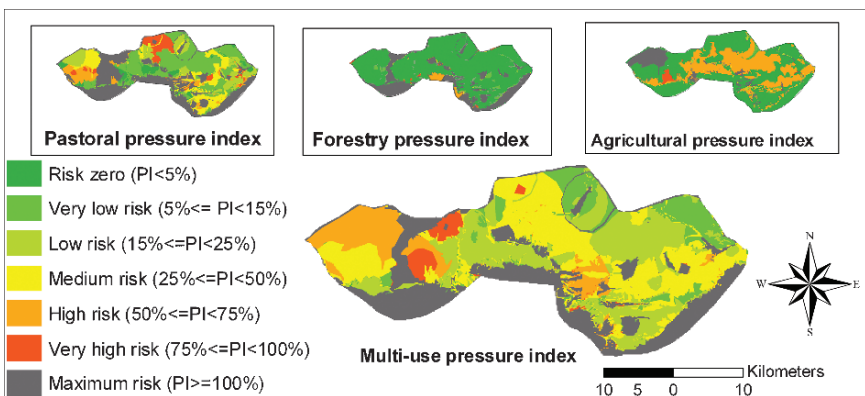 Pastoral pressure index
Forestry pressure index
Agricultural pressure index
Risk zero (PI<5%)
Very low risk (5%<= PI<15%)
Low risk (15%<=PI<25%)
Medium risk (25%<=PI<50%)
High risk (50%<=PI<75%)
Very high risk (75%<=PI<100%)
Maximum risk (PI>=100%)
Multi-use pressure index
N
W E
S
Kilometers
10 5 0 10